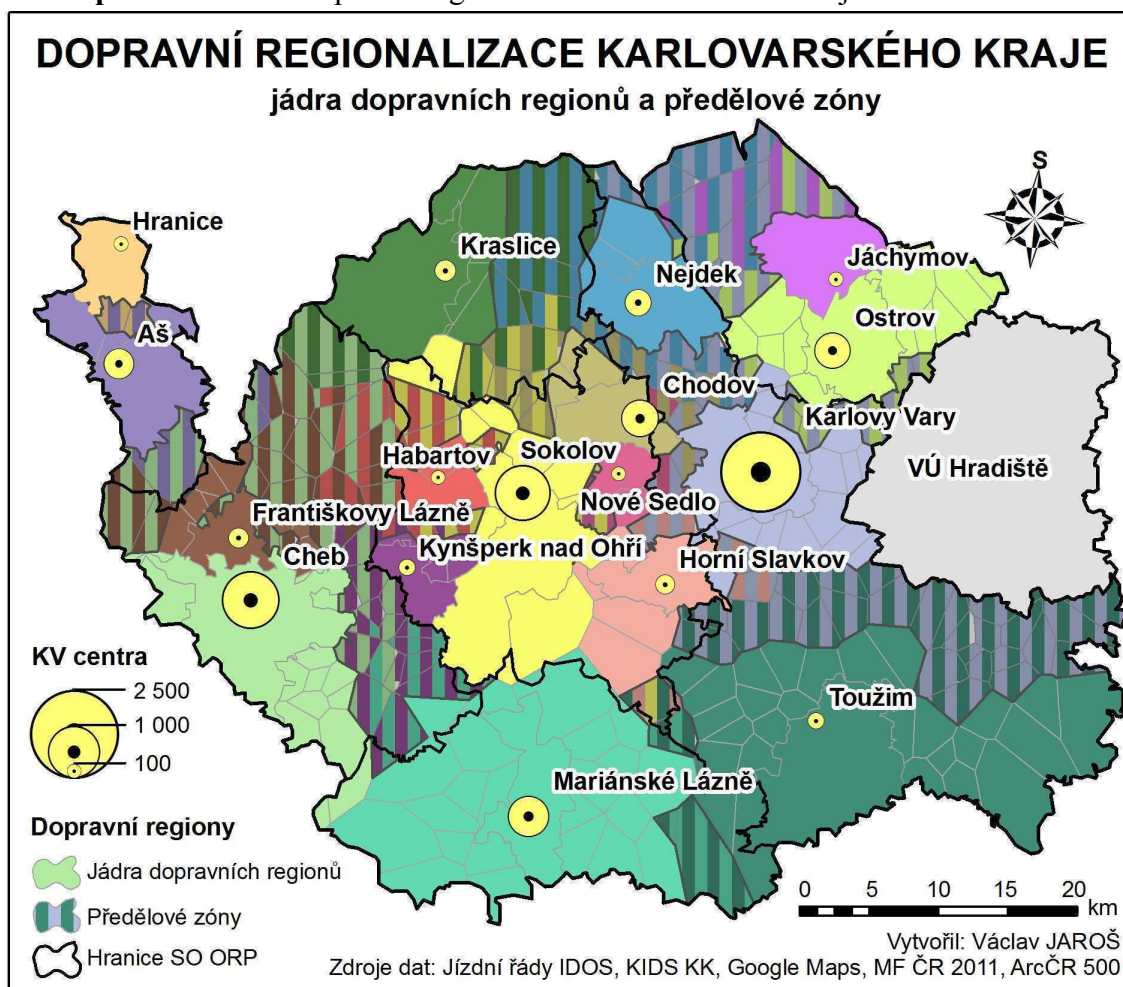 DOPRAVNÍ REGIONALIZACE KARLOVARSKÉHO KRAJE
jádra dopravních regionů a předělové zóny
S
Hranice
Kraslice
Nejdek
Jáchymov
Aš
Ostrov
Chodov
Karlovy Vary
Habartov
Sokolov
VÚ Hradiště
Nové Sedlo
Františkovy Lázně
Cheb
Kynšperk nad Ohří
Horní Slavkov
KV centra
2 500
1 000
100
Toužim
Mariánské Lázně
Dopravní regiony
Jádra dopravních regionů
Předělové zóny
Hranice SO ORP
0 5 10 15 20
km
Vytvořil: Václav JAROŠ
Zdroje dat: Jízdní řády IDOS, KIDS KK, Google Maps, MF ČR 2011, ArcČR 500